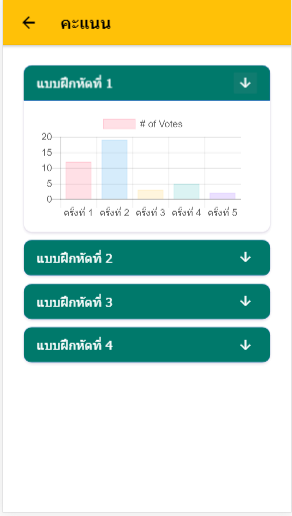 คะแนน
แบบฝึกหัดที่ 1
# of Votes
20
15
10
5
0
ครั้งที่ 1 ครั้งที่ 2 ครั้งที่ 3 ครั้งที่ 4 ครั้งที่ 5
แบบฝึกหัดที่ 2
แบบฝึกหัดที่ 3
แบบฝึกหัดที่ 4